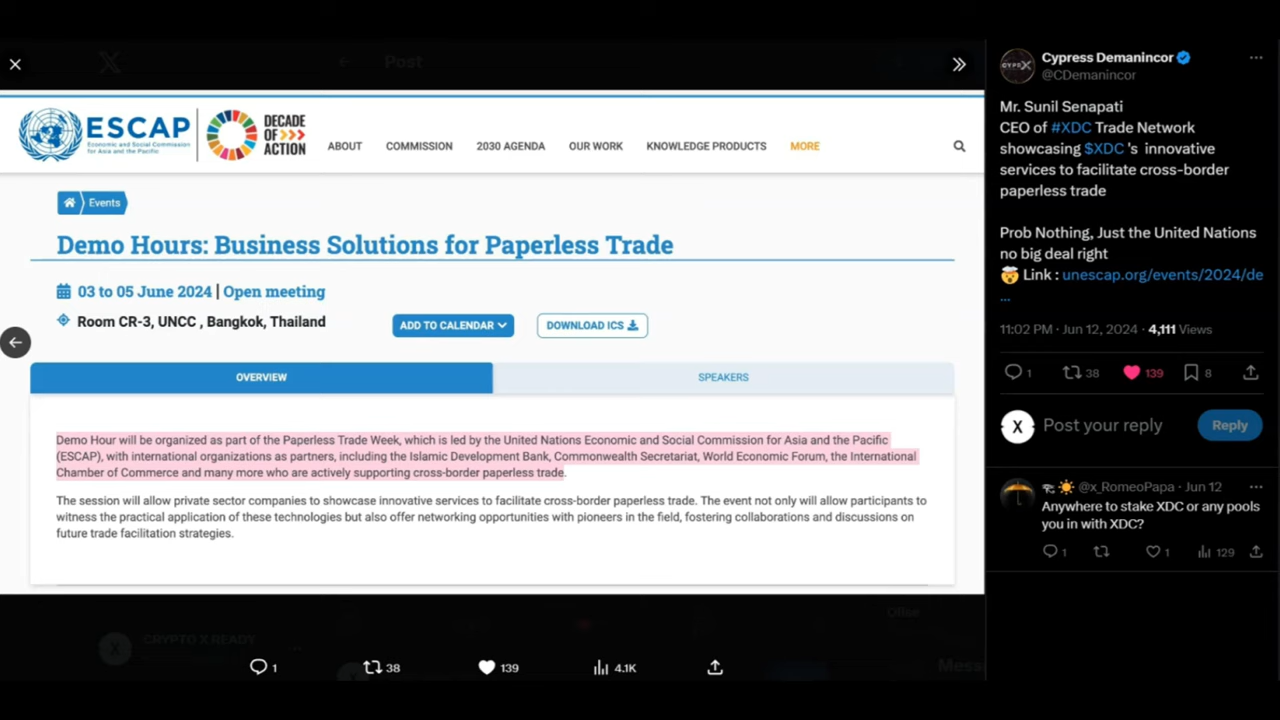 Post
ESCAP
Economic and Social Commission
for Asia and the Pacific
DECADE
OF >>>
ACTION
ABOUT
COMMISSION
2030 AGENDA
OUR WORK
KNOWLEDGE PRODUCTS
MORE
Events
Demo Hours: Business Solutions for Paperless Trade
03 to 05 June 2024 | Open meeting
Room CR-3, UNCC , Bangkok, Thailand
ADD TO CALENDAR
DOWNLOAD ICS
OVERVIEW
SPEAKERS
Demo Hour will be organized as part of the Paperless Trade Week, which is led by the United Nations Economic and Social Commission for Asia and the Pacific
(ESCAP), with international organizations as partners, including the Islamic Development Bank, Commonwealth Secretariat, World Economic Forum, the International
Chamber of Commerce and many more who are actively supporting cross-border paperless trade.
The session will allow private sector companies to showcase innovative services to facilitate cross-border paperless trade. The event not only will allow participants to
witness the practical application of these technologies but also offer networking opportunities with pioneers in the field, fostering collaborations and discussions on
future trade facilitation strategies.
CRYPTO X READY
1
38
139
4.1K
Cypress Demanincor
@CDemanincor
Mr. Sunil Senapati
CEO of #XDC Trade Network
showcasing $XDC 's innovative
services to facilitate cross-border
paperless trade
Prob Nothing, Just the United Nations
no big deal right
🤯 Link : unescap.org/events/2024/de
...
11:02 PM · Jun 12, 2024 · 4,111 Views
1
38
139
8
X
Post your reply
Reply
@x_RomeoPapa · Jun 12
Anywhere to stake XDC or any pools
you in with XDC?
1
1
129